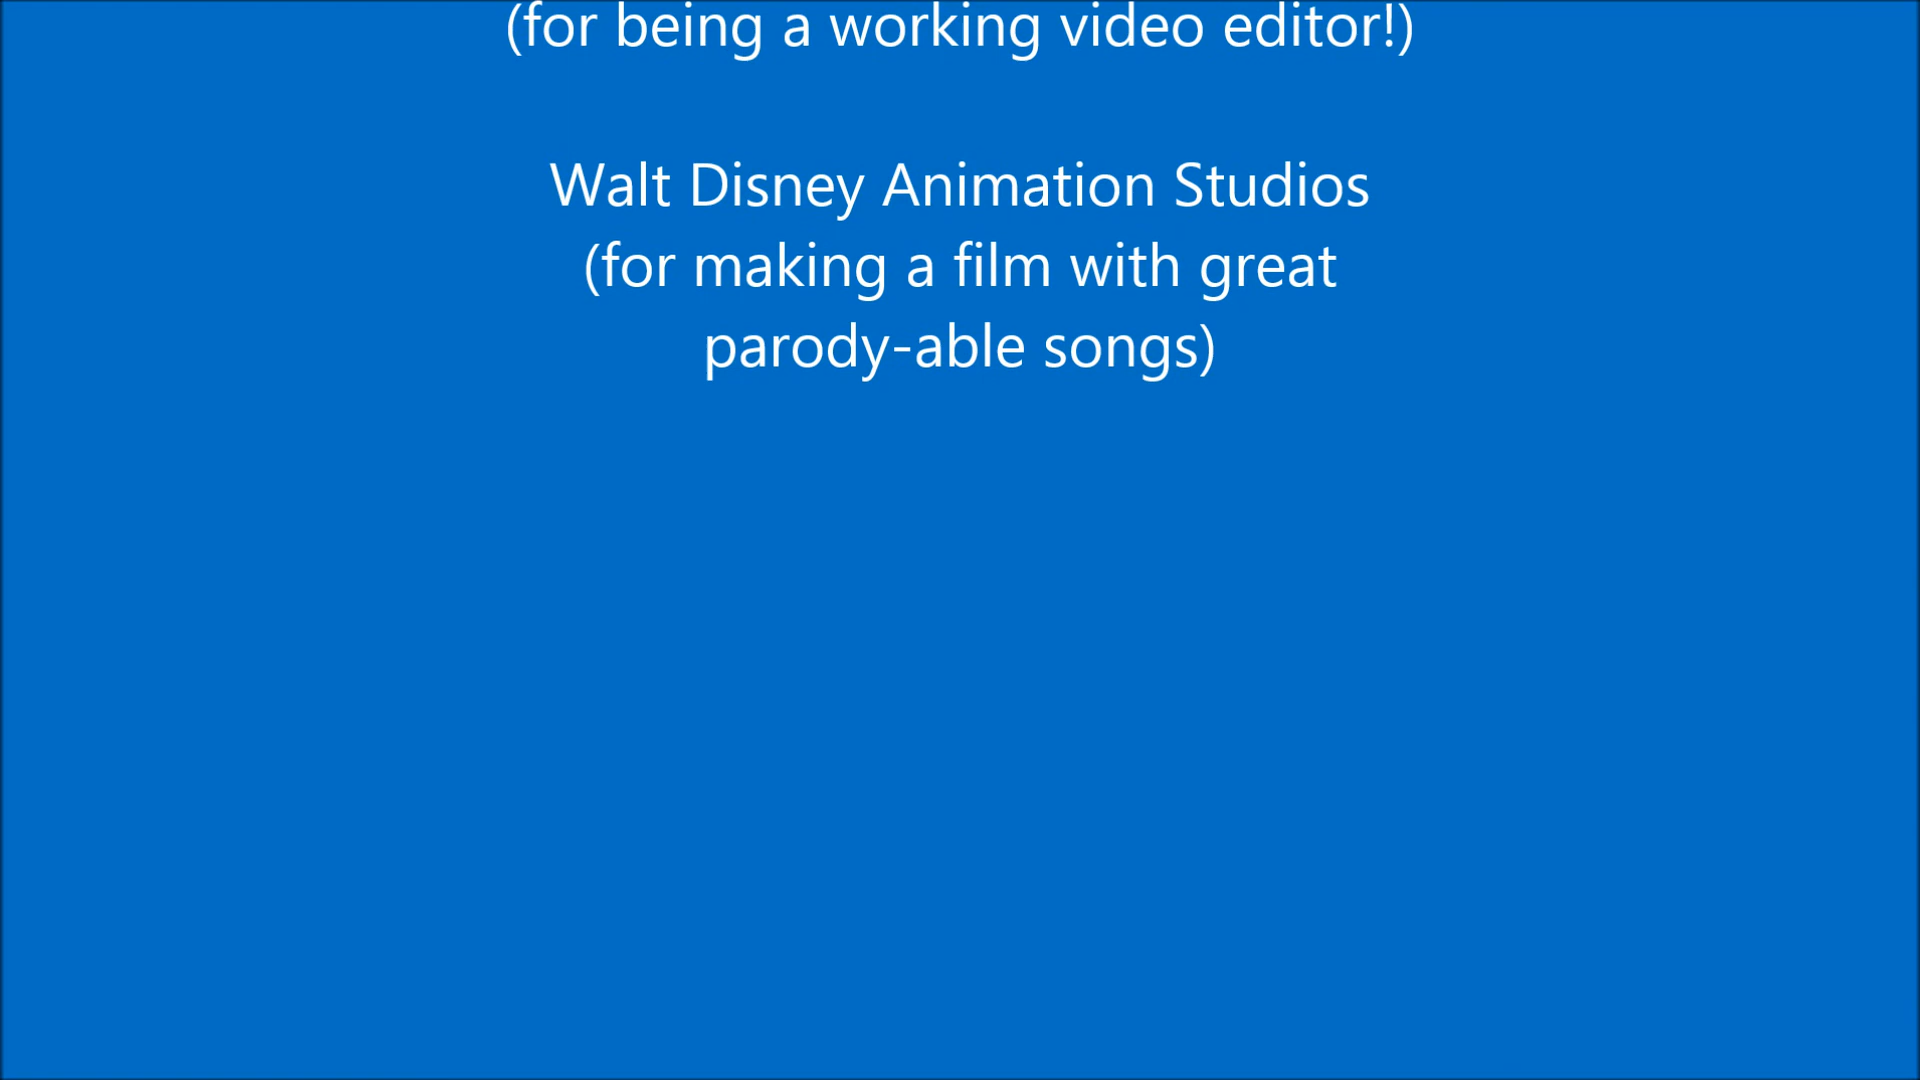 (for being a working video editor!)
Walt Disney Animation Studios
(for making a film with great
parody-able songs)